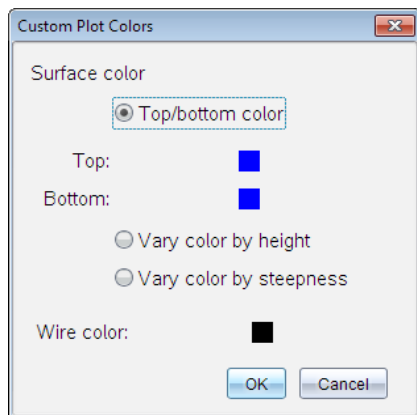 Custom Plot Colors
Surface color
Top/bottom color
Top:
Bottom:
Vary color by height
Vary color by steepness
Wire color:
OK Cancel